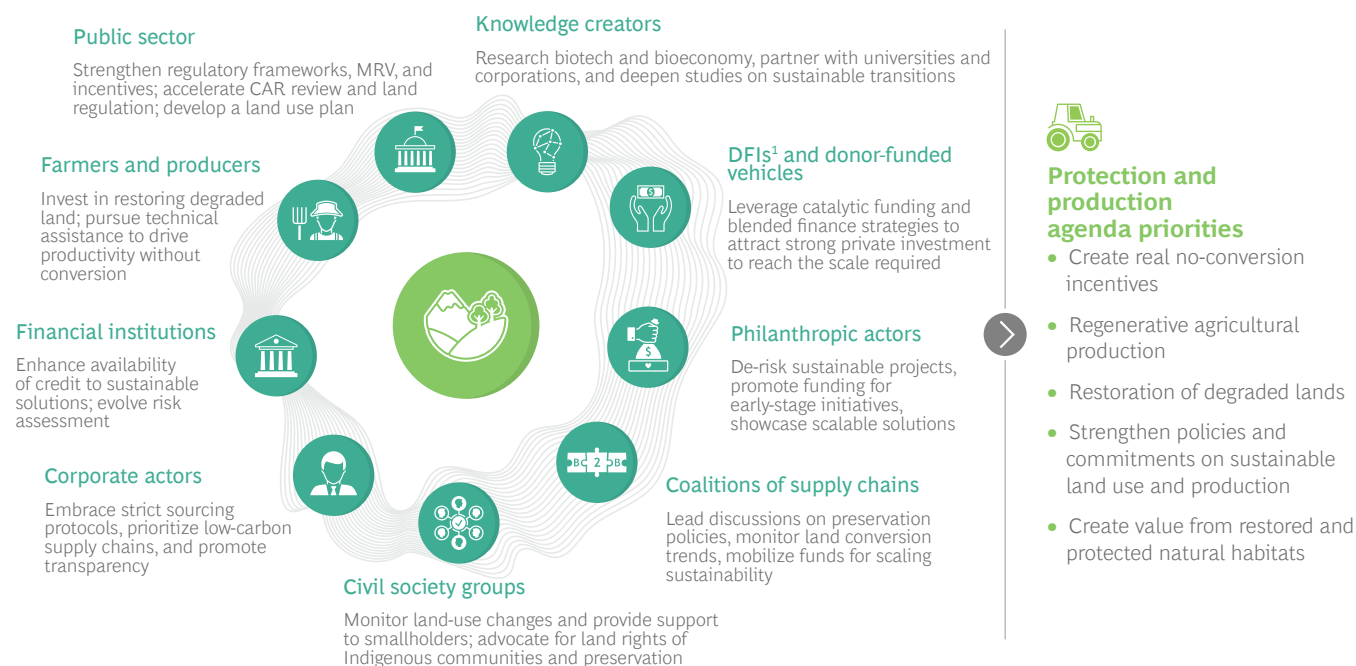 Public sector
Strengthen regulatory frameworks, MRV, and
incentives; accelerate CAR review and land
regulation; develop a land use plan
Knowledge creators
Research biotech and bioeconomy, partner with universities and
corporations, and deepen studies on sustainable transitions
Farmers and producers
Invest in restoring degraded
land; pursue technical
assistance to drive
productivity without
conversion
DFIs¹ and donor-funded
vehicles
Leverage catalytic funding and
blended finance strategies to
attract strong private investment
to reach the scale required
Financial institutions
Enhance availability
of credit to sustainable
solutions; evolve risk
assessment
Philanthropic actors
De-risk sustainable projects,
promote funding for
early-stage initiatives,
showcase scalable solutions
Corporate actors
Embrace strict sourcing
protocols, prioritize low-carbon
supply chains, and promote
transparency
B 2 B
Coalitions of supply chains
Lead discussions on preservation
policies, monitor land conversion
trends, mobilize funds for scaling
sustainability
Civil society groups
Monitor land-use changes and provide support
to smallholders; advocate for land rights of
Indigenous communities and preservation
$
$
Protection and
production
agenda priorities
• Create real no-conversion
incentives
• Regenerative agricultural
production
• Restoration of degraded lands
• Strengthen policies and
commitments on sustainable
land use and production
• Create value from restored and
protected natural habitats